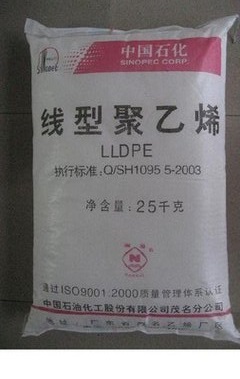 中国石化
SINOPEC CORP.
SINOPEC
线型聚乙烯
LLDPE
执行标准:Q/SH1095 5-2003
净含量:25千克
N
通过ISO9001:2000质量管理体系认证
中国石油化工股份有限公司茂名分公司